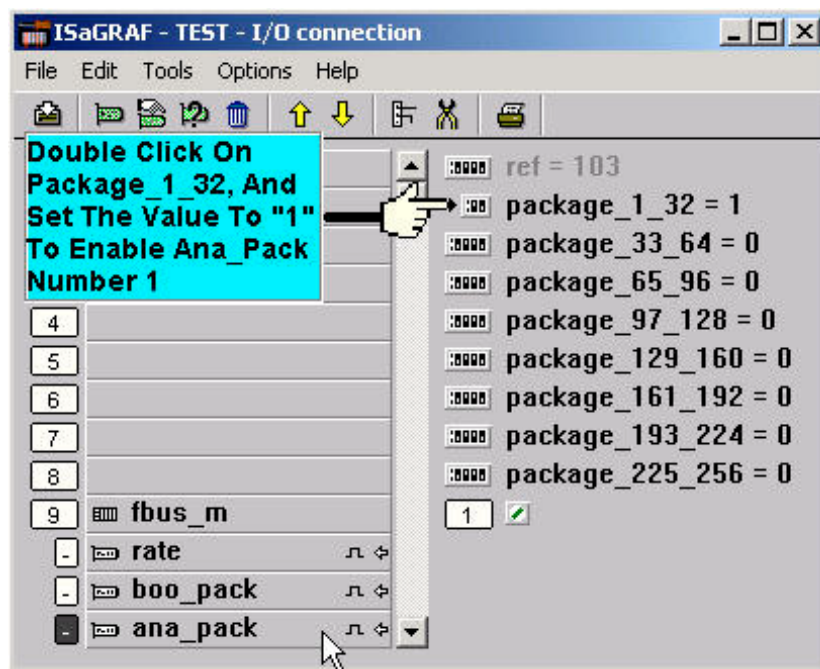 ISaGRAF - TEST - I/O connection
File Edit Tools Options Help
Double Click On
Package_1_32, And
Set The Value To "1"
To Enable Ana_Pack
Number 1
4
5
6
7
8
9 fbus_m
- rate
- boo_pack
- ana_pack
ref = 103
package_1_32 = 1
package_33_64 = 0
package_65_96 = 0
package_97_128 = 0
package_129_160 = 0
package_161_192 = 0
package_193_224 = 0
package_225_256 = 0
1